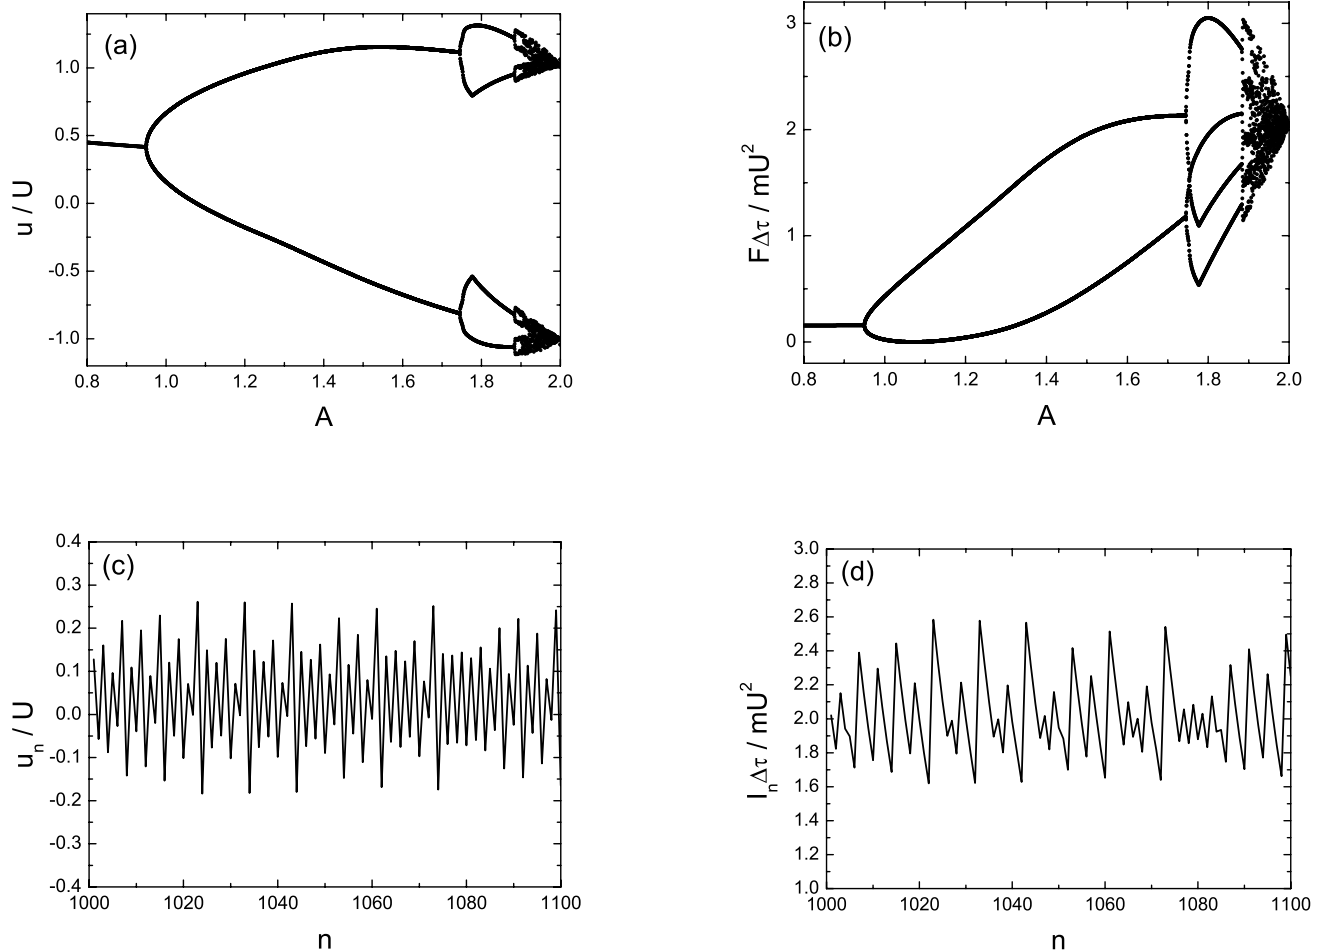 (a)
1.0
0.5
0.0
-0.5
-1.0
u / U
0.8 1.0 1.2 1.4 1.6 1.8 2.0
A
(b)
3
2
1
0
FΔτ / mU²
0.8 1.0 1.2 1.4 1.6 1.8 2.0
A
(c)
0.4
0.3
0.2
0.1
0.0
-0.1
-0.2
-0.3
-0.4
uₙ / U
1000 1020 1040 1060 1080 1100
n
(d)
3.0
2.8
2.6
2.4
2.2
2.0
1.8
1.6
1.4
1.2
1.0
IₙΔτ / mU²
1000 1020 1040 1060 1080 1100
n